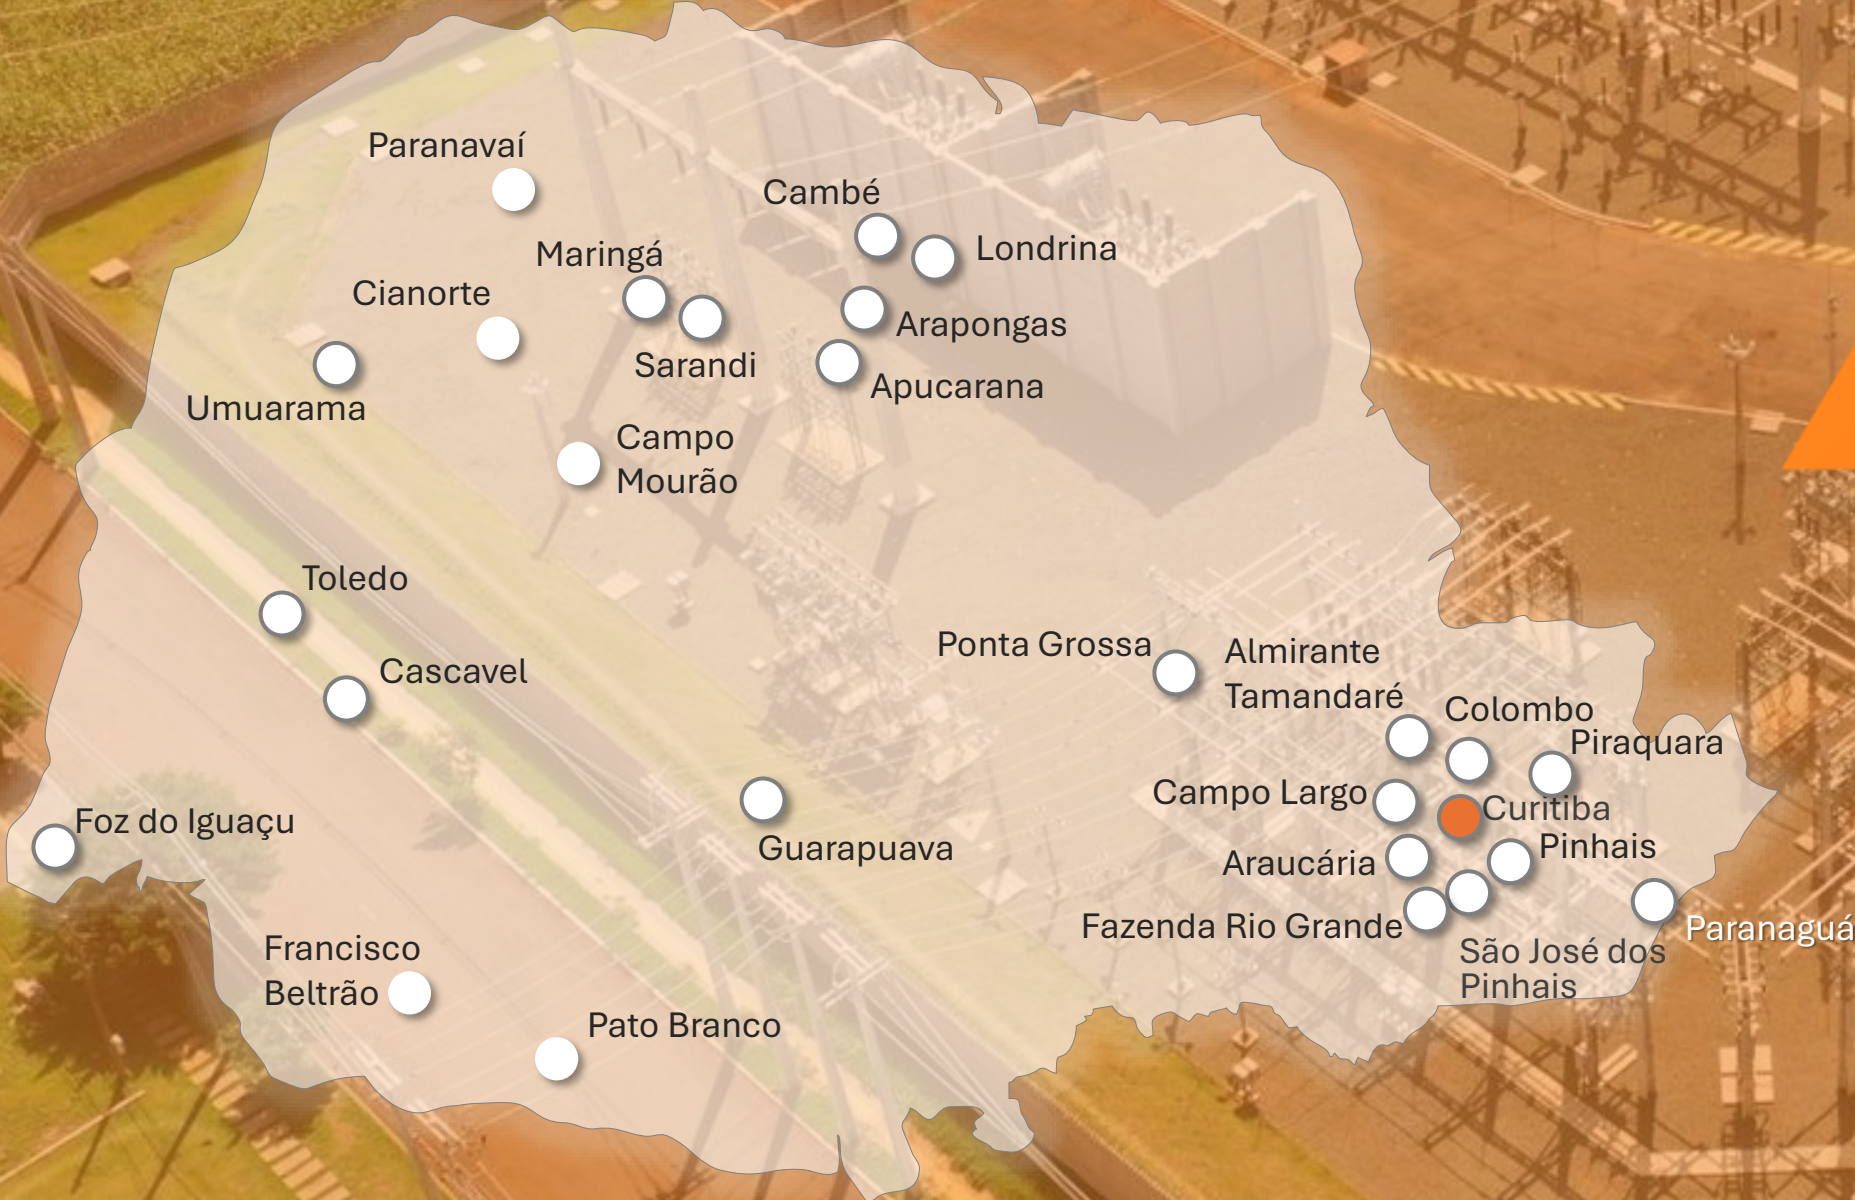 Paranavaí
Cambé
Londrina
Maringá
Cianorte
Arapongas
Sarandi
Apucarana
Umuarama
Campo
Mourão
Toledo
Cascavel
Ponta Grossa
Almirante
Tamandaré
Colombo
Piraquara
Campo Largo
Curitiba
Foz do Iguaçu
Guarapuava
Pinhais
Araucária
Fazenda Rio Grande
Paranaguá
São José dos
Pinhais
Francisco
Beltrão
Pato Branco